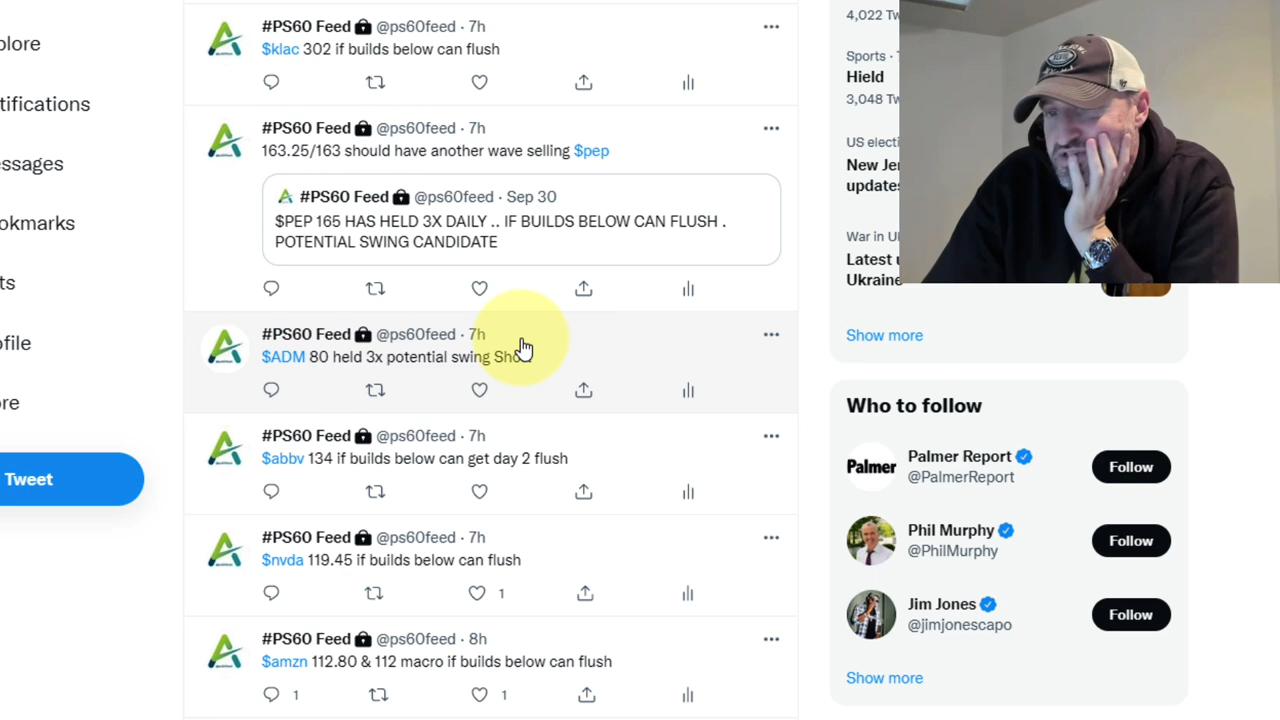 plore
tifications
essages
okmarks
ts
ofile
ore
Tweet
#PS60 Feed @ps60feed · 7h
$klac 302 if builds below can flush
#PS60 Feed @ps60feed · 7h
163.25/163 should have another wave selling $pep
#PS60 Feed @ps60feed · Sep 30
$PEP 165 HAS HELD 3X DAILY .. IF BUILDS BELOW CAN FLUSH .
POTENTIAL SWING CANDIDATE
#PS60 Feed @ps60feed · 7h
$ADM 80 held 3x potential swing Short
#PS60 Feed @ps60feed · 7h
$abbv 134 if builds below can get day 2 flush
#PS60 Feed @ps60feed · 7h
$nvda 119.45 if builds below can flush
1
#PS60 Feed @ps60feed · 8h
$amzn 112.80 & 112 macro if builds below can flush
1 1
4,022 Tw
Sports ·
Hield
3,048 Tw
US electi
New Jer
updates
War in U
Latest u
Ukraine
Show more
Who to follow
Palmer
Palmer Report
@PalmerReport
Follow
Phil Murphy
@PhilMurphy
Follow
Jim Jones
@jimjonescapo
Follow
Show more